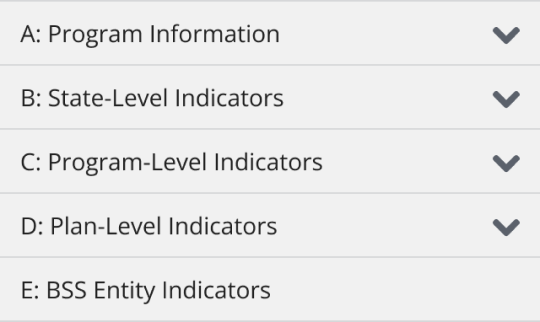 A: Program Information
B: State-Level Indicators
C: Program-Level Indicators
D: Plan-Level Indicators
E: BSS Entity Indicators